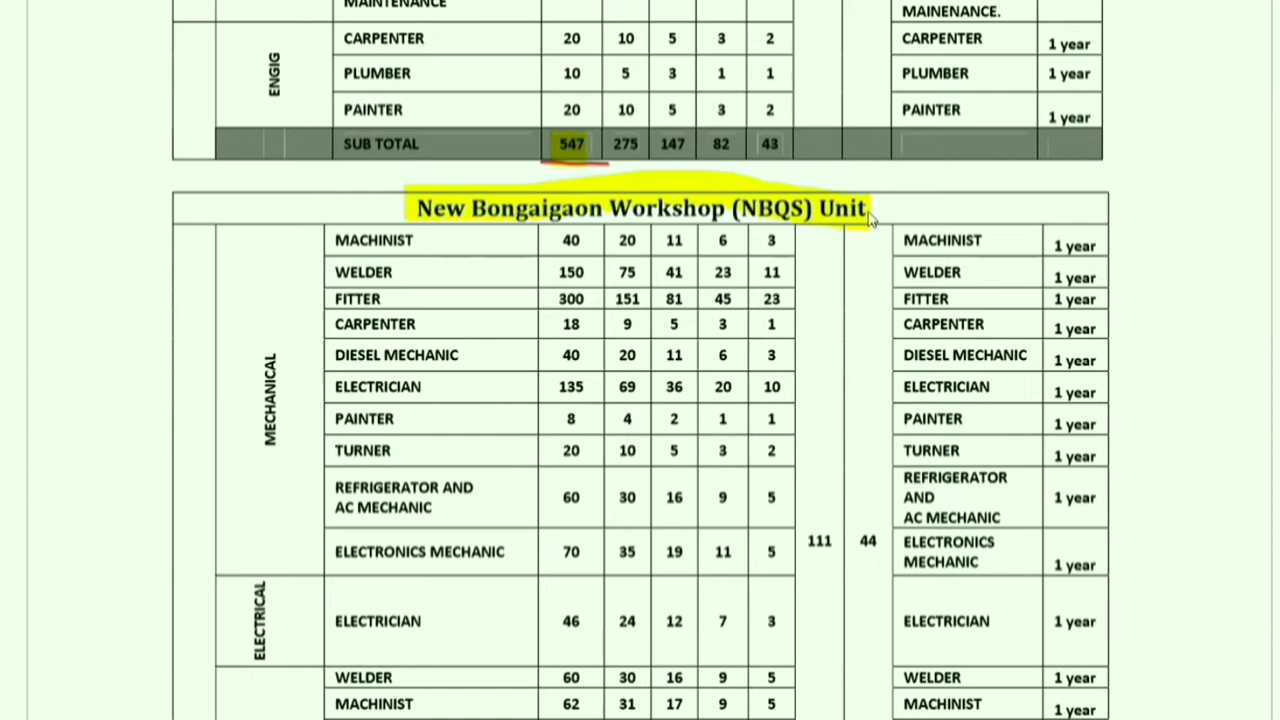 MAINTENANCE MAINENANCE.
ENGIG
CARPENTER 20 10 5 3 2 CARPENTER 1 year
PLUMBER 10 5 3 1 1 PLUMBER 1 year
PAINTER 20 10 5 3 2 PAINTER 1 year
SUB TOTAL 547 275 147 82 43
New Bongaigaon Workshop (NBQS) Unit
MECHANICAL
MACHINIST 40 20 11 6 3 MACHINIST 1 year
WELDER 150 75 41 23 11 WELDER 1 year
FITTER 300 151 81 45 23 FITTER 1 year
CARPENTER 18 9 5 3 1 CARPENTER 1 year
DIESEL MECHANIC 40 20 11 6 3 DIESEL MECHANIC 1 year
ELECTRICIAN 135 69 36 20 10 ELECTRICIAN 1 year
PAINTER 8 4 2 1 1 PAINTER 1 year
TURNER 20 10 5 3 2 TURNER 1 year
REFRIGERATOR AND
AC MECHANIC 60 30 16 9 5 REFRIGERATOR
AND
AC MECHANIC 1 year
111 44
ELECTRONICS MECHANIC 70 35 19 11 5 ELECTRONICS
MECHANIC 1 year
ELECTRICAL
ELECTRICIAN 46 24 12 7 3 ELECTRICIAN 1 year
WELDER 60 30 16 9 5 WELDER 1 year
MACHINIST 62 31 17 9 5 MACHINIST 1 year